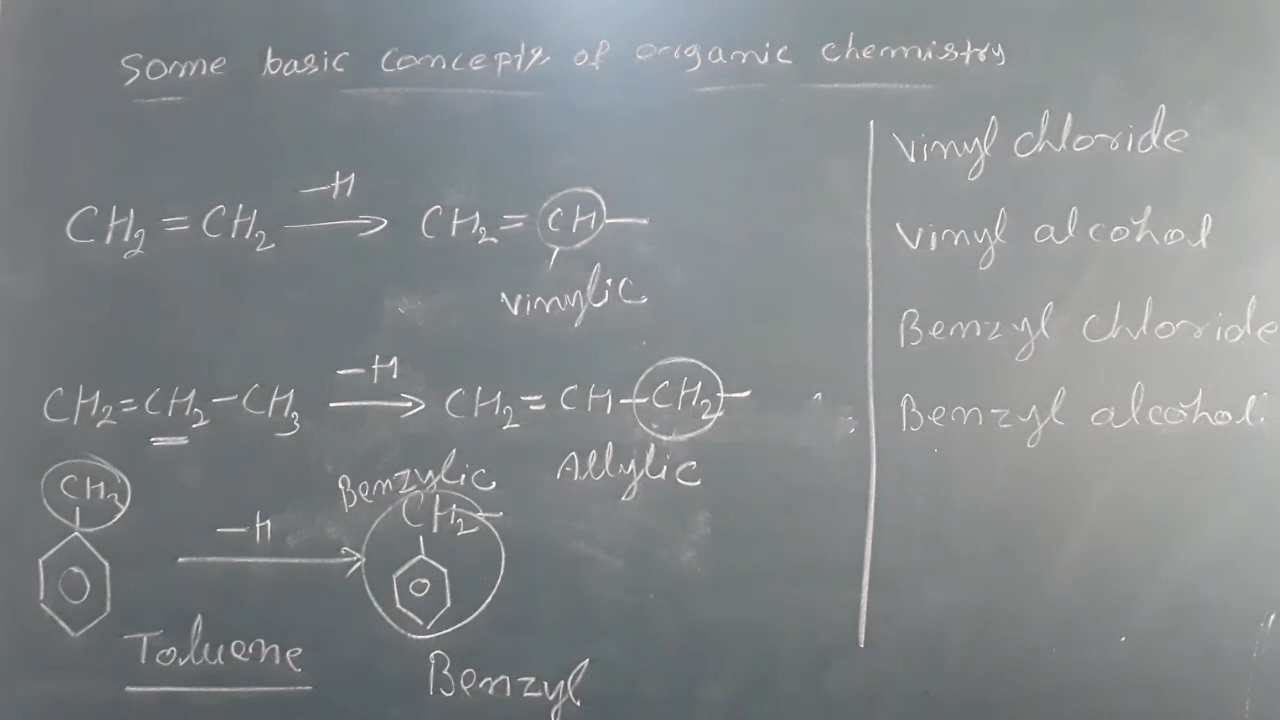 Some basic concepts of organic chemistry
CH₂=CH₂ —H→ CH₂=CH—
vinylic
CH₂=CH₂-CH₃ —H→ CH₂=CH-CH₂-
Allylic
CH₃ —H→ Benzylic CH₂-
Toluene
Benzyl
vinyl chloride
vinyl alcohol
Benzyl chloride
Benzyl alcohol